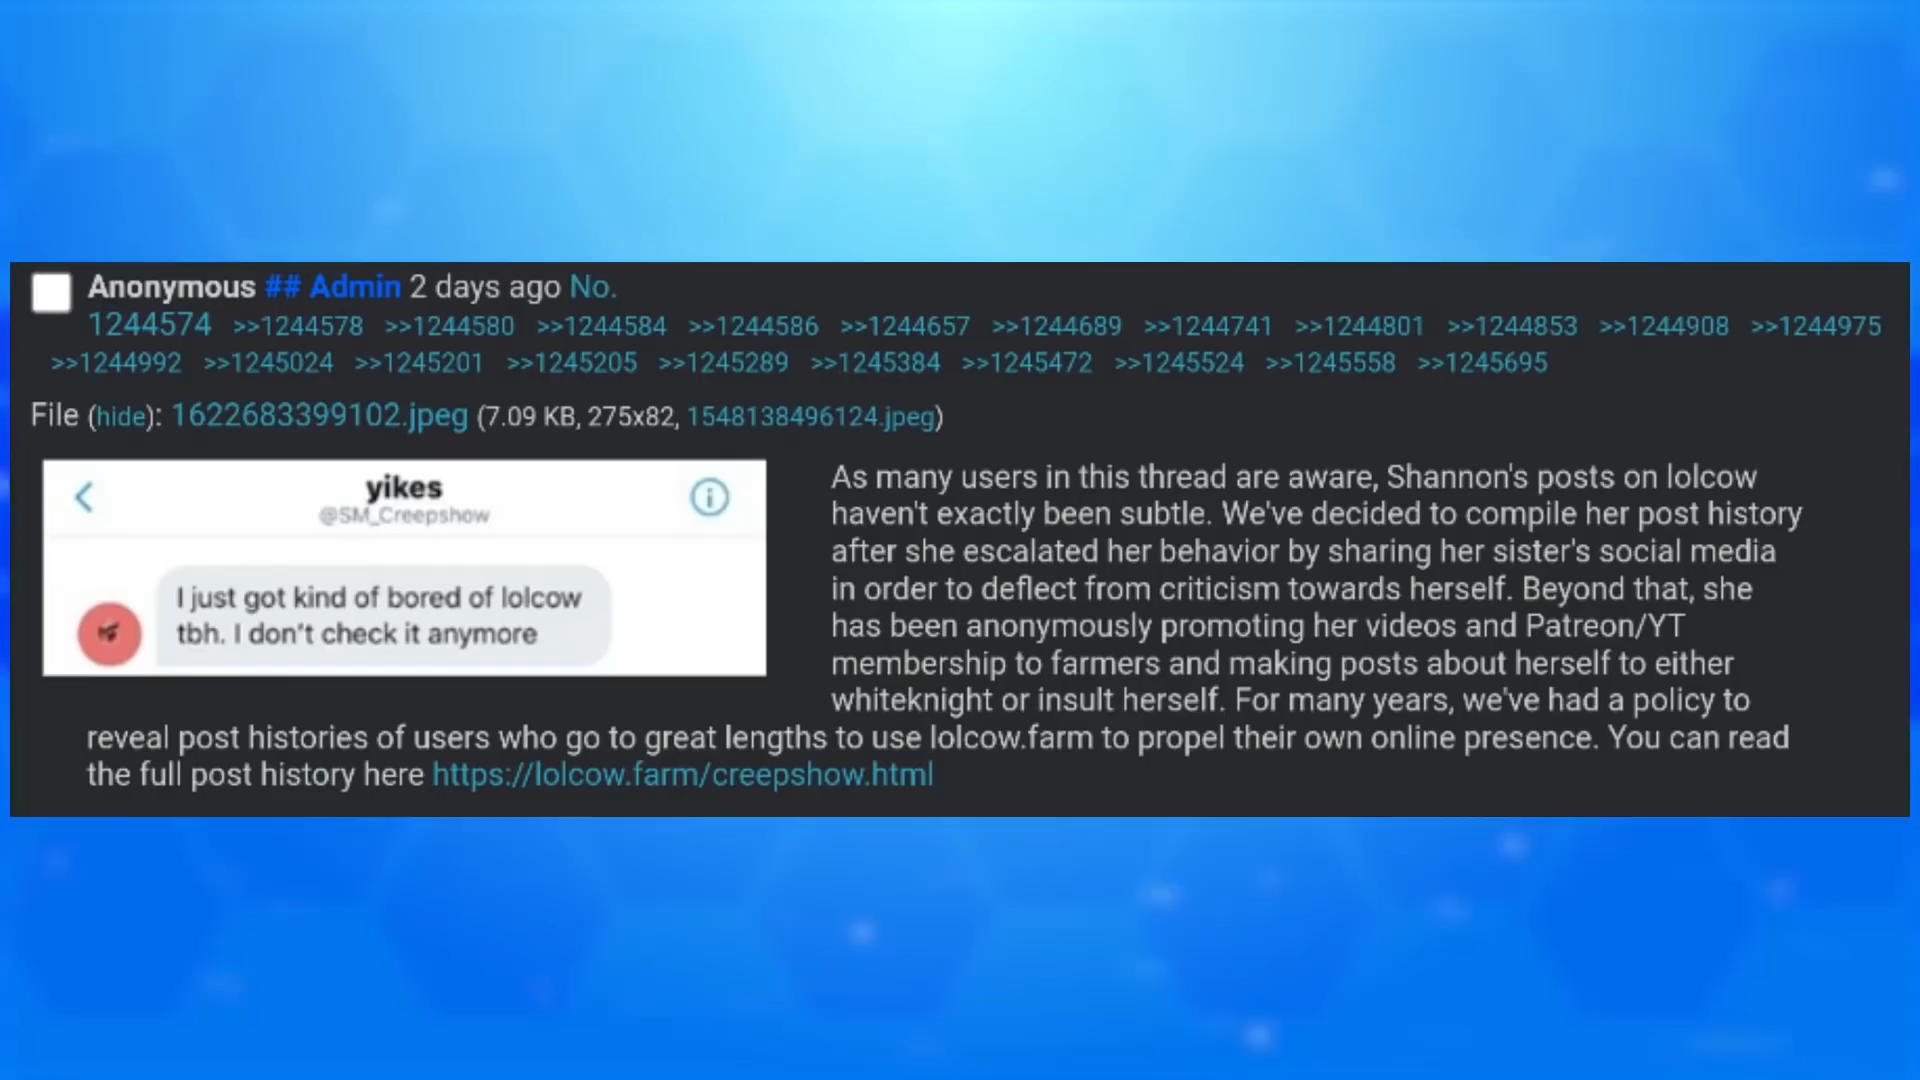 Anonymous ## Admin 2 days ago No.
1244574 >>1244578 >>1244580 >>1244584 >>1244586 >>1244657 >>1244689 >>1244741 >>1244801 >>1244853 >>1244908 >>1244975
>>1244992 >>1245024 >>1245201 >>1245205 >>1245289 >>1245384 >>1245472 >>1245524 >>1245558 >>1245695
File (hide): 1622683399102.jpeg (7.09 KB, 275x82, 1548138496124.jpeg)
yikes
@SM_Creepshow
I just got kind of bored of lolcow
tbh. I don't check it anymore
As many users in this thread are aware, Shannon's posts on lolcow
haven't exactly been subtle. We've decided to compile her post history
after she escalated her behavior by sharing her sister's social media
in order to deflect from criticism towards herself. Beyond that, she
has been anonymously promoting her videos and Patreon/YT
membership to farmers and making posts about herself to either
whiteknight or insult herself. For many years, we've had a policy to
reveal post histories of users who go to great lengths to use lolcow.farm to propel their own online presence. You can read
the full post history here https://lolcow.farm/creepshow.html